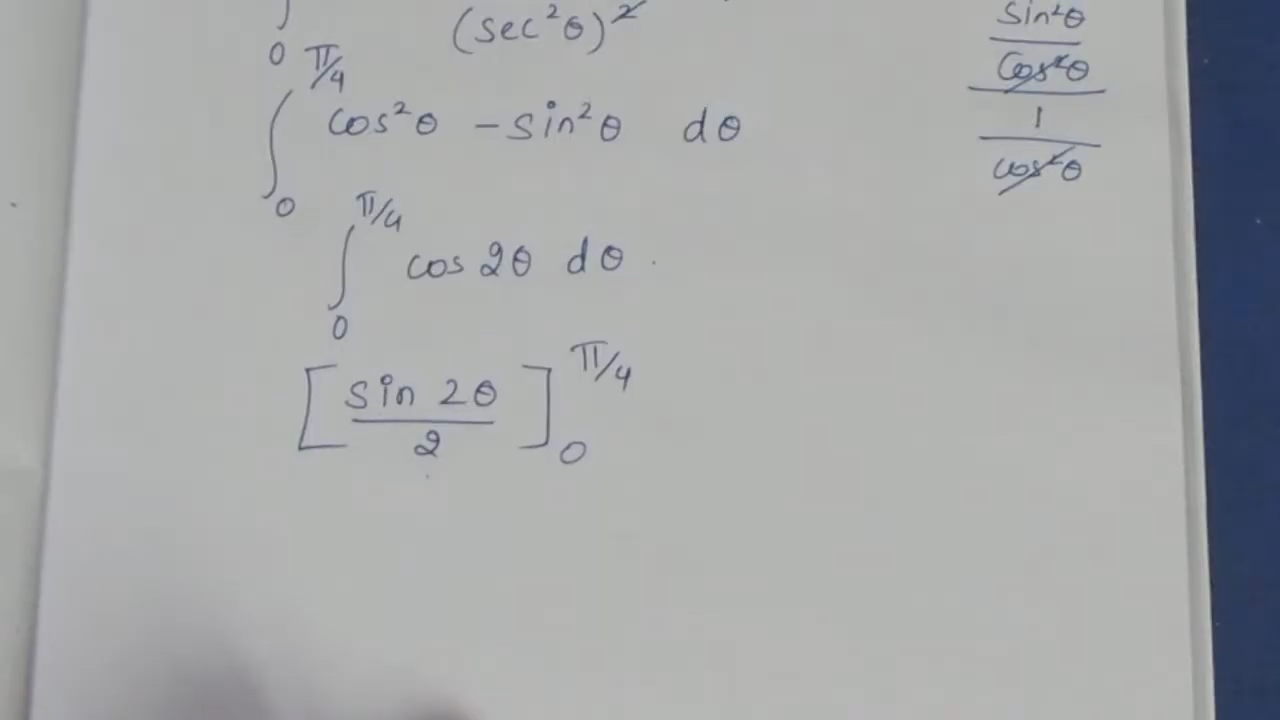 ∫ 0 (sec²θ)²
∫ 0 π/4 cos²θ - sin²θ dθ
∫ 0 π/4 cos 2θ dθ.
[sin 2θ / 2] 0 π/4
sin²θ
cos²θ
1
cos²θ